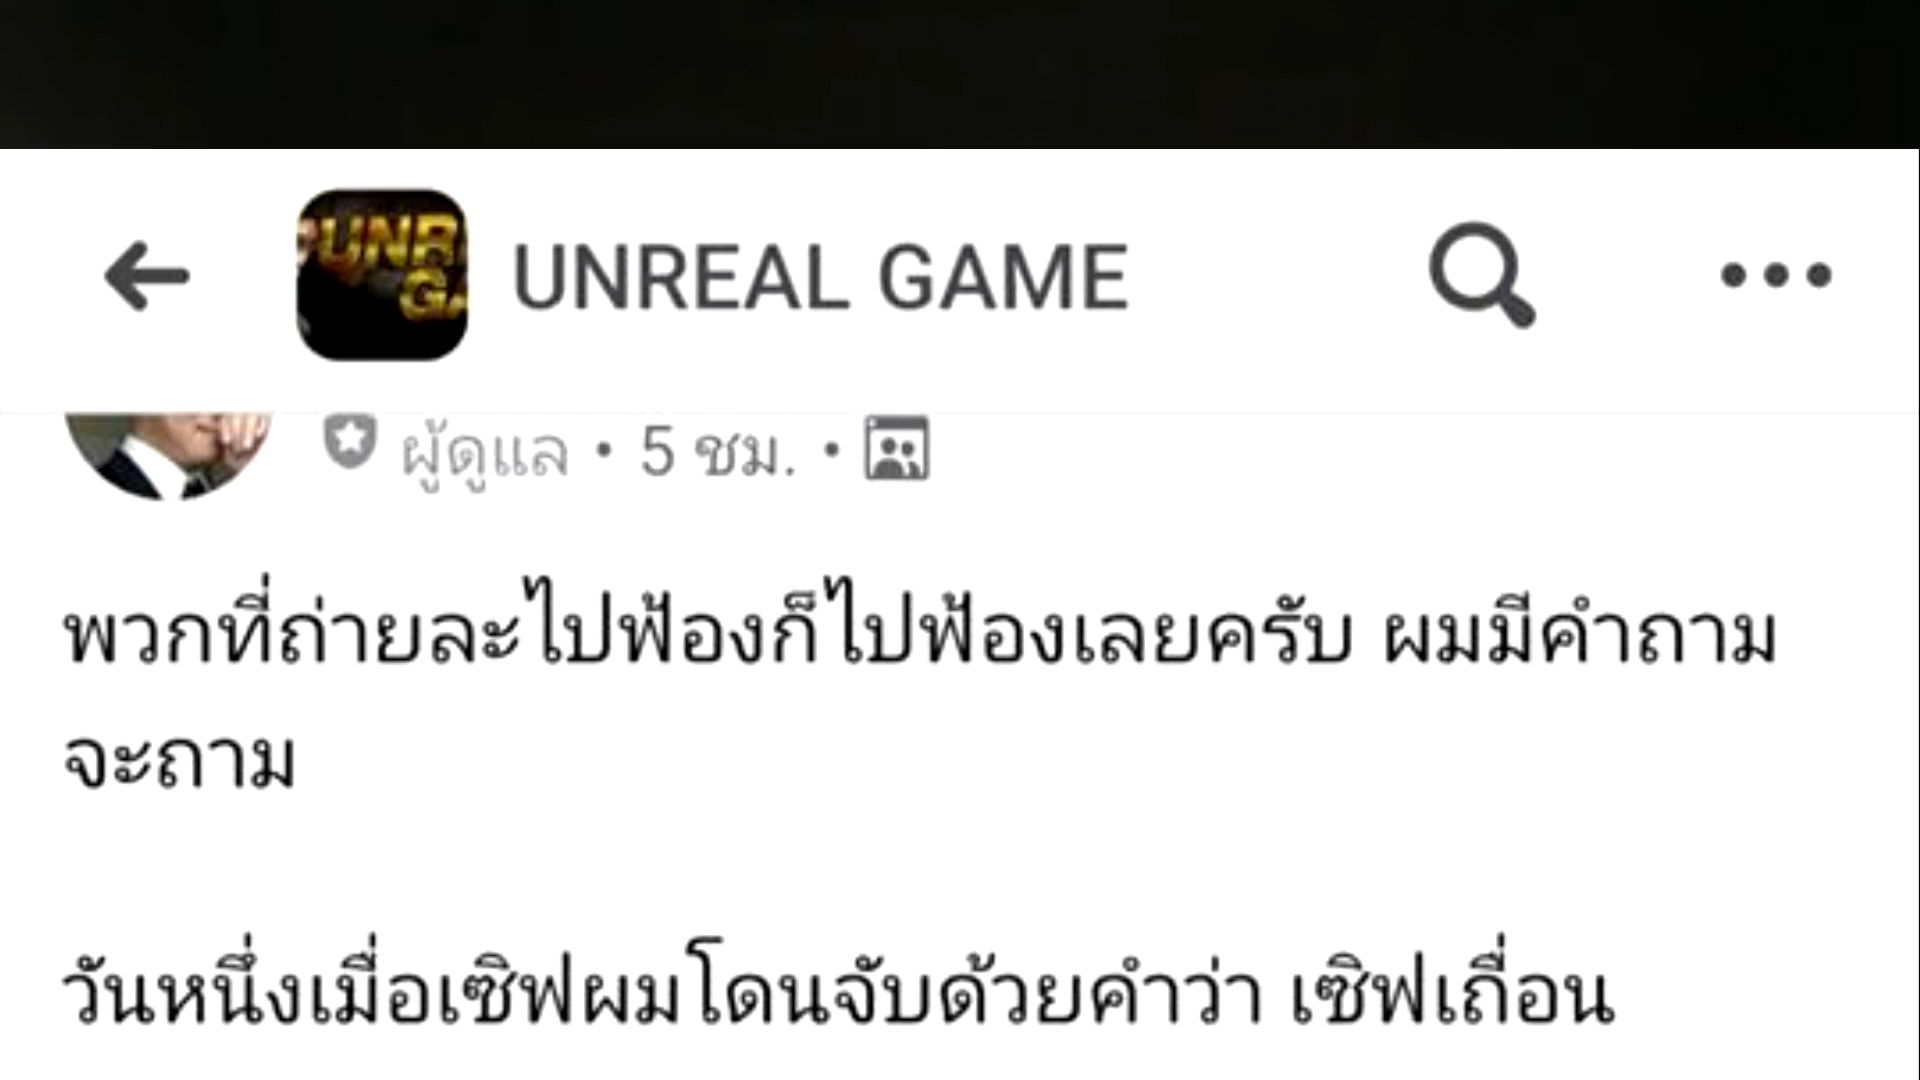 UNR
GA
UNREAL GAME
ผู้ดูแล • 5 ชม. •
พวกที่ถ่ายละไปฟ้องก็ไปฟ้องเลยครับ ผมมีคำถาม
จะถาม
วันหนึ่งเมื่อเซิฟผมโดนจับด้วยคำว่า เซิฟเถื่อน